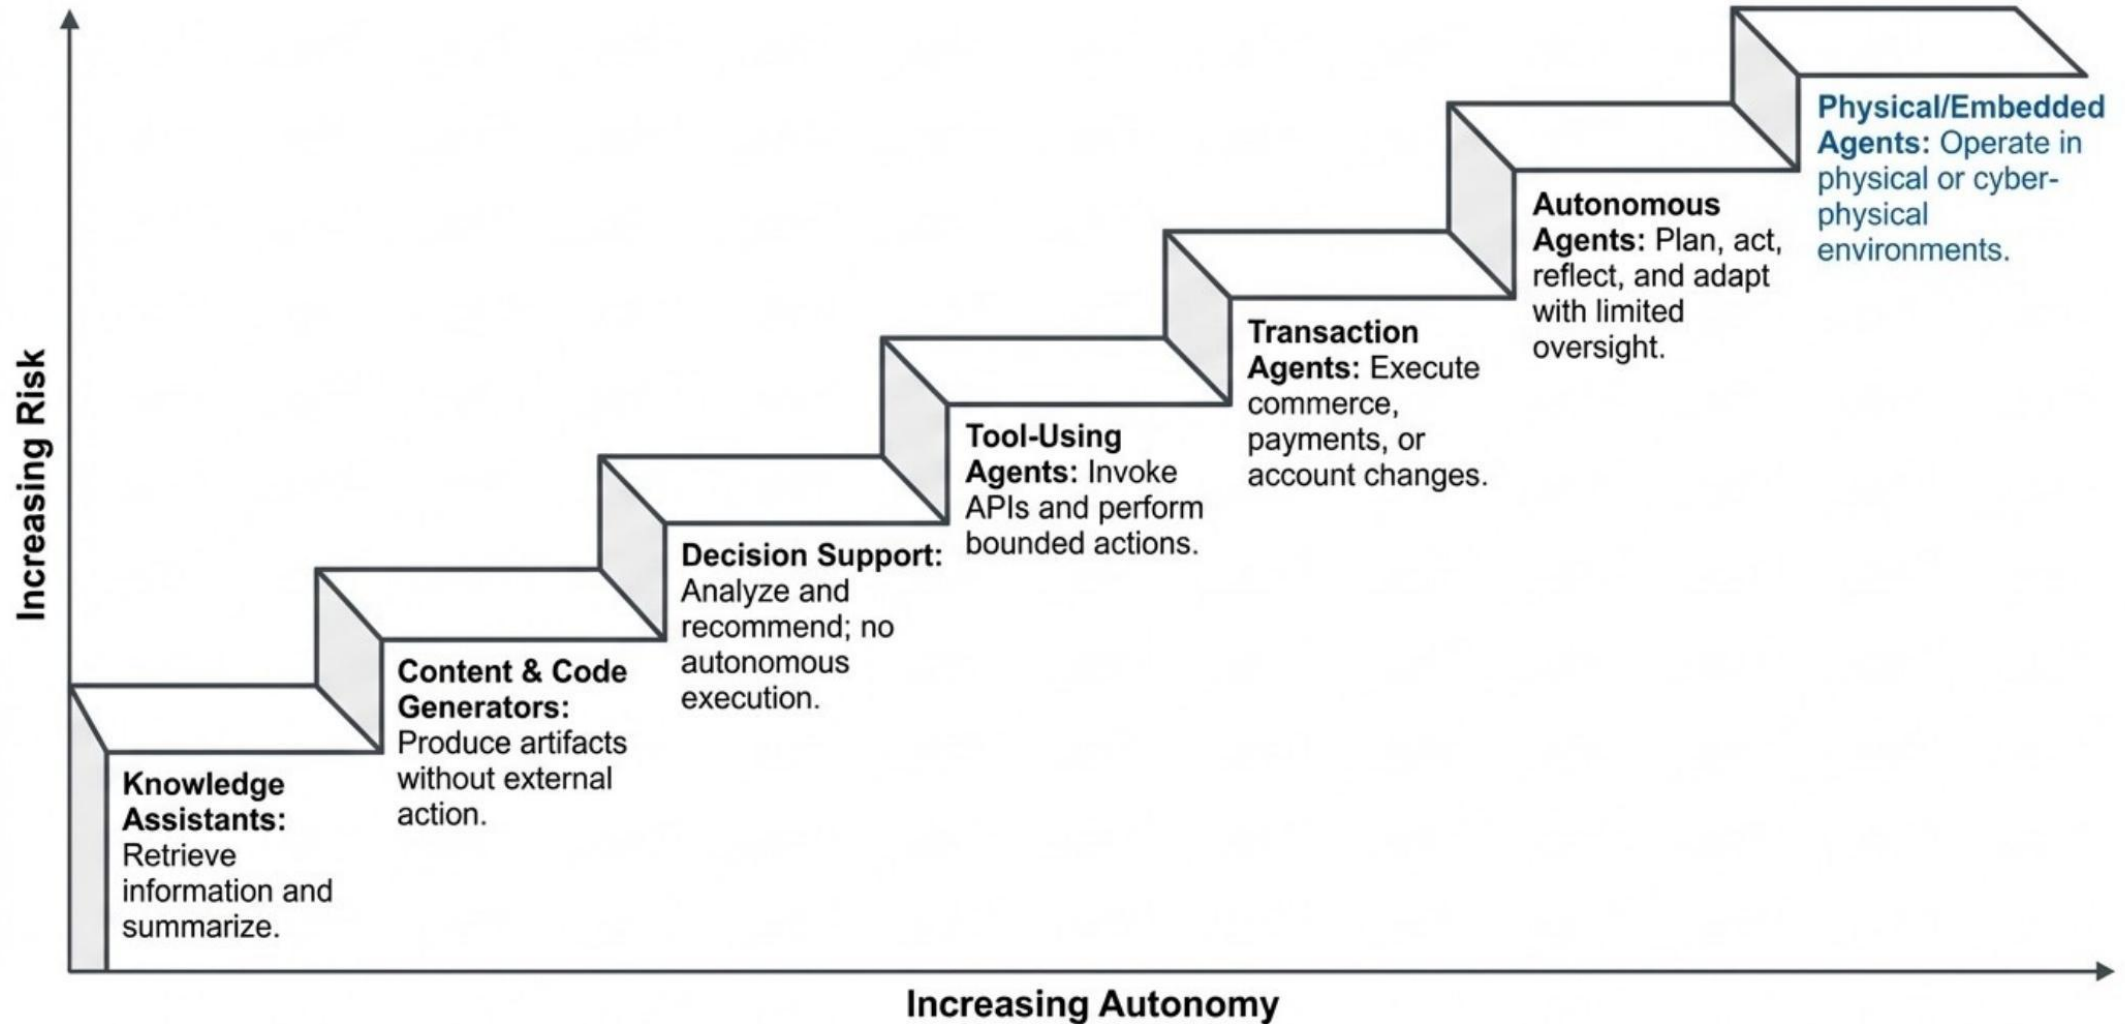 Increasing Risk
Knowledge
Assistants:
Retrieve
information and
summarize.
Content & Code
Generators:
Produce artifacts
without external
action.
Decision Support:
Analyze and
recommend; no
autonomous
execution.
Tool-Using
Agents: Invoke
APIs and perform
bounded actions.
Transaction
Agents: Execute
commerce,
payments, or
account changes.
Autonomous
Agents: Plan, act,
reflect, and adapt
with limited
oversight.
Physical/Embedded
Agents: Operate in
physical or cyber-
physical
environments.
Increasing Autonomy